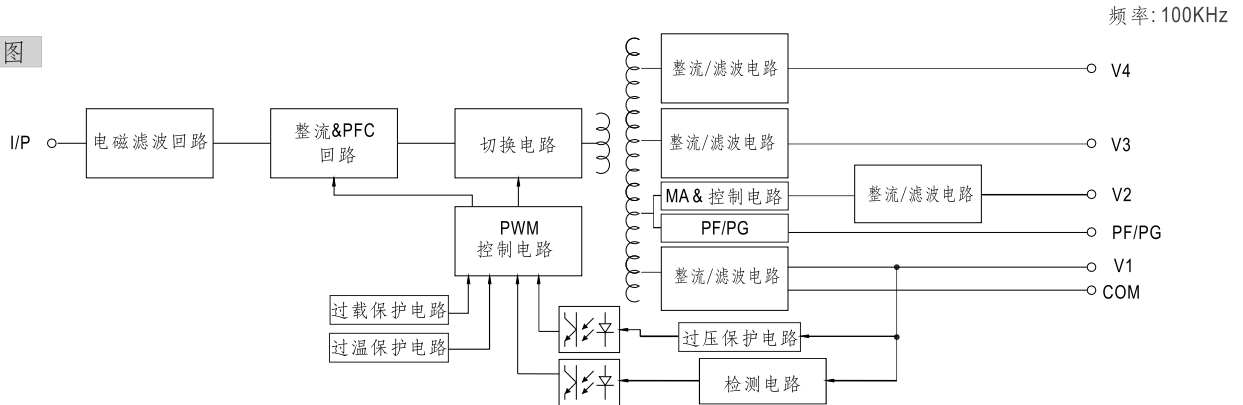 频率: 100KHz
图
整流/滤波电路
V4
I/P
电磁滤波回路
整流&PFC
回路
切换电路
整流/滤波电路
V3
MA & 控制电路
整流/滤波电路
V2
PWM
控制电路
PF/PG
PF/PG
整流/滤波电路
V1
COM
过载保护电路
过温保护电路
过压保护电路
检测电路